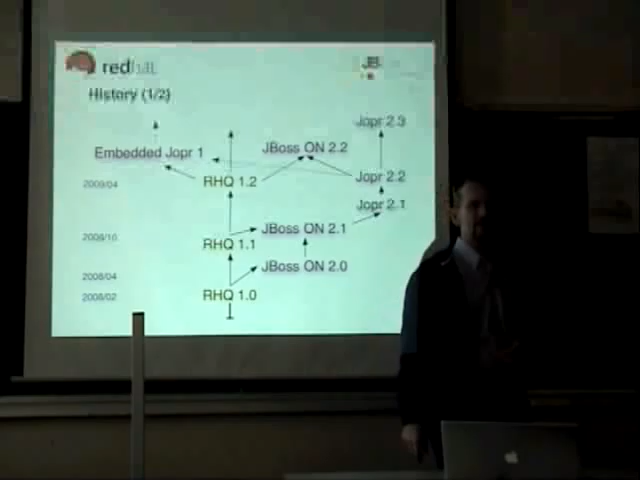 redhat
JB
History (1/2)
Jopr 2.3
JBoss ON 2.2
Embedded Jopr 1
Jopr 2.2
RHQ 1.2
2009/04
Jopr 2.1
JBoss ON 2.1
2008/10
RHQ 1.1
JBoss ON 2.0
2008/04
RHQ 1.0
2008/02